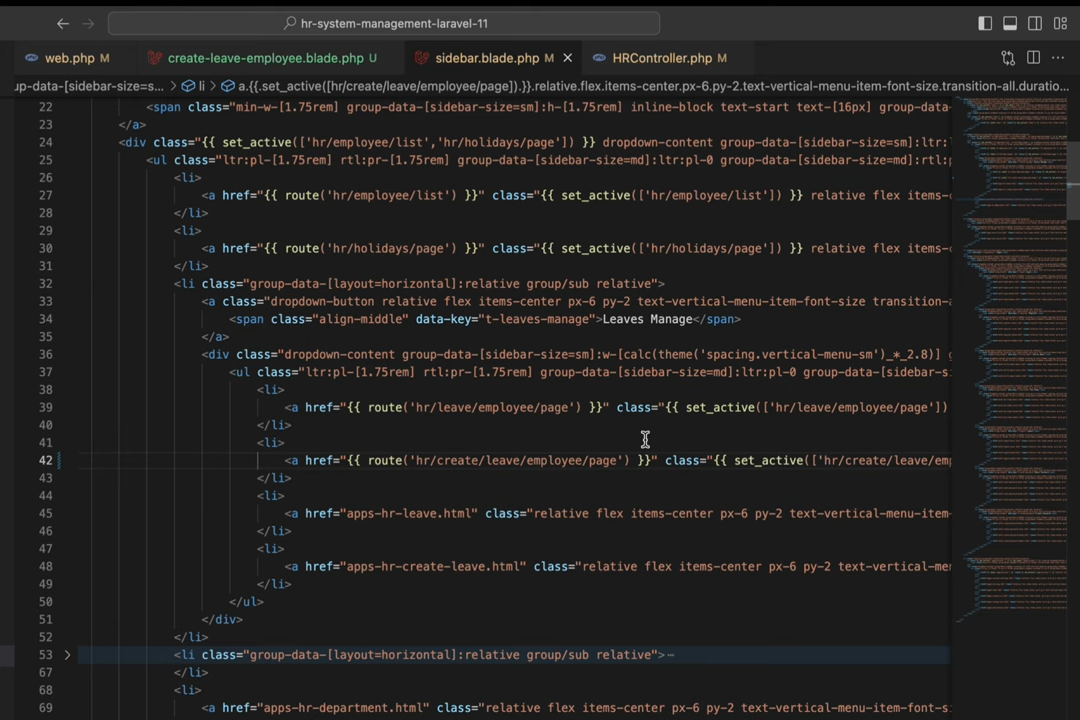 hr-system-management-laravel-11
web.php M create-leave-employee.blade.php U sidebar.blade.php M HRController.php M
up-data-[sidebar-size=s... > li > a.{{.set_active([hr/create/leave/employee/page]).}}.relative.flex.items-center.px-6.py-2.text-vertical-menu-item-font-size.transition-all.duratio...
22 <span class="min-w-[1.75rem] group-data-[sidebar-size=sm]:h-[1.75rem] inline-block text-start text-[16px] group-data-
23 </a>
24 <div class="{{ set_active(['hr/employee/list','hr/holidays/page']) }} dropdown-content group-data-[sidebar-size=sm]:ltr:l
25 <ul class="ltr:pl-[1.75rem] rtl:pr-[1.75rem] group-data-[sidebar-size=md]:ltr:pl-0 group-data-[sidebar-size=md]:rtl:p
26 <li>
27 <a href="{{ route('hr/employee/list') }}" class="{{ set_active(['hr/employee/list']) }} relative flex items-c
28 </li>
29 <li>
30 <a href="{{ route('hr/holidays/page') }}" class="{{ set_active(['hr/holidays/page']) }} relative flex items-c
31 </li>
32 <li class="group-data-[layout=horizontal]:relative group/sub relative">
33 <a class="dropdown-button relative flex items-center px-6 py-2 text-vertical-menu-item-font-size transition-a
34 <span class="align-middle" data-key="t-leaves-manage">Leaves Manage</span>
35 </a>
36 <div class="dropdown-content group-data-[sidebar-size=sm]:w-[calc(theme('spacing.vertical-menu-sm')_*_2.8)] g
37 <ul class="ltr:pl-[1.75rem] rtl:pr-[1.75rem] group-data-[sidebar-size=md]:ltr:pl-0 group-data-[sidebar-s
38 <li>
39 <a href="{{ route('hr/leave/employee/page') }}" class="{{ set_active(['hr/leave/employee/page'])
40 </li>
41 <li>
42 <a href="{{ route('hr/create/leave/employee/page') }}" class="{{ set_active(['hr/create/leave/emp
43 </li>
44 <li>
45 <a href="apps-hr-leave.html" class="relative flex items-center px-6 py-2 text-vertical-menu-item-
46 </li>
47 <li>
48 <a href="apps-hr-create-leave.html" class="relative flex items-center px-6 py-2 text-vertical-men
49 </li>
50 </ul>
51 </div>
52 </li>
53 <li class="group-data-[layout=horizontal]:relative group/sub relative">
67 </li>
68 <li>
69 <a href="apps-hr-department.html" class="relative flex items-center px-6 py-2 text-vertical-menu-item-font-si